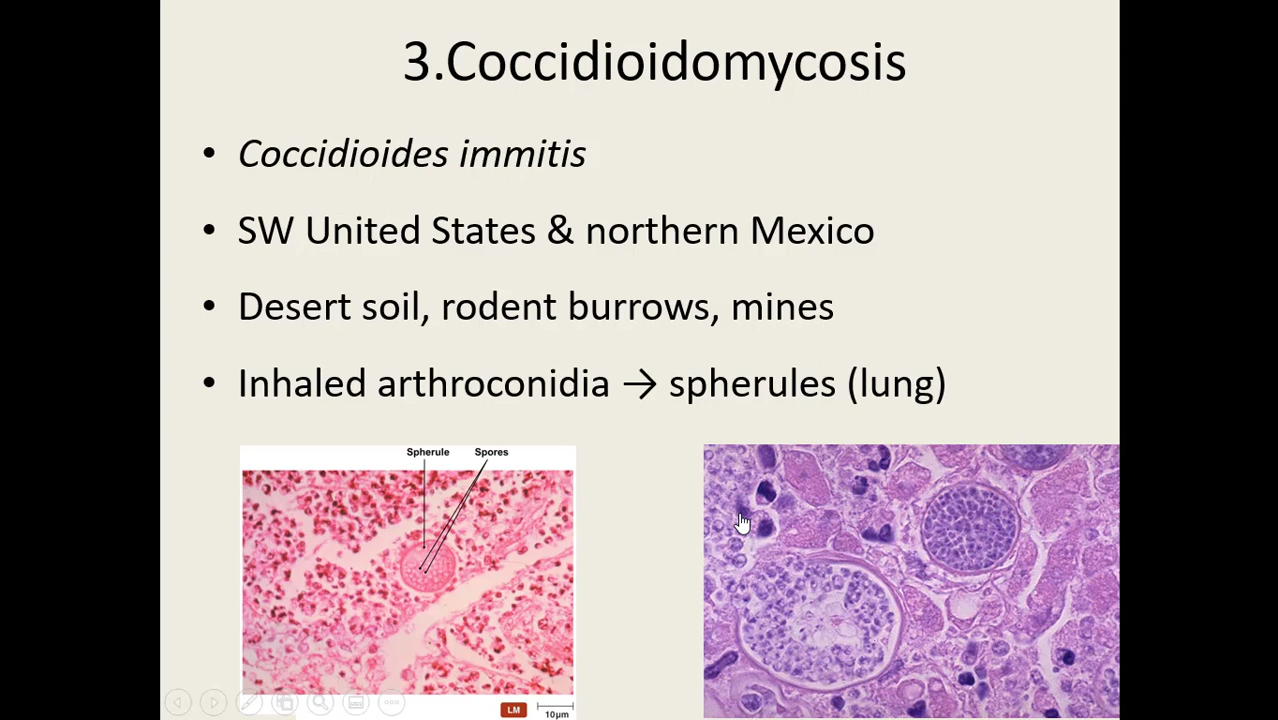 3.Coccidioidomycosis
• Coccidioides immitis
• SW United States & northern Mexico
• Desert soil, rodent burrows, mines
• Inhaled arthroconidia → spherules (lung)
Spherule Spores
LM 10μm